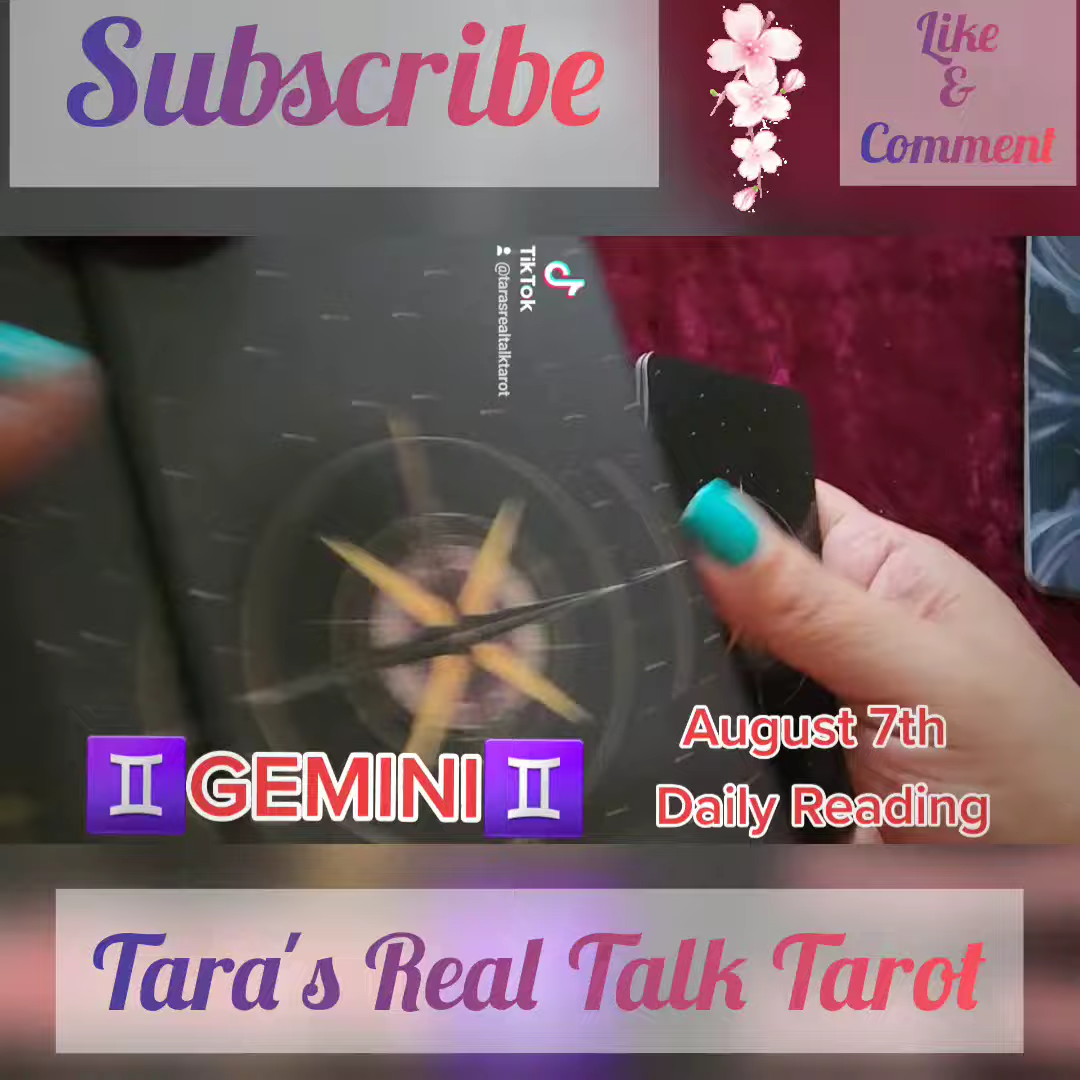 Subscribe
Like
&
Comment
TikTok
@tarasrealtalktarot
♊GEMINI♊
August 7th
Daily Reading
Tara's Real Talk Tarot